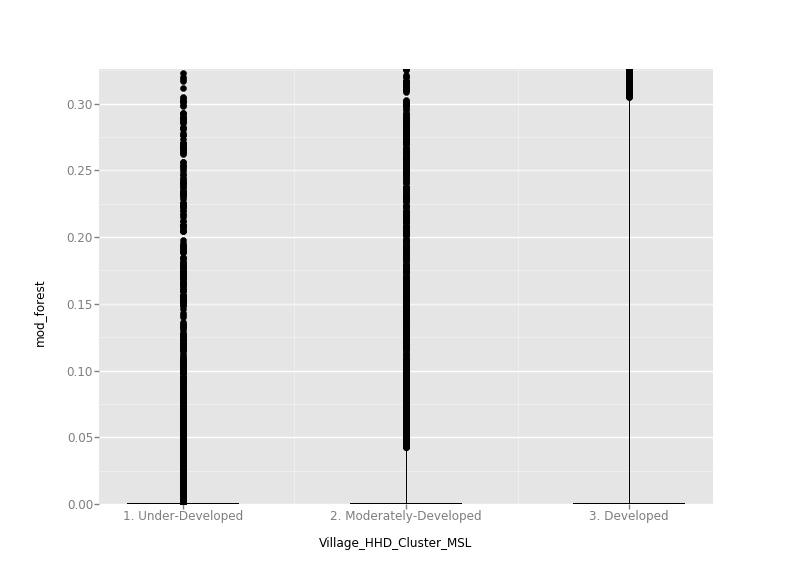 0.30
0.25
0.20
0.15
0.10
0.05
0.00
mod_forest
1. Under-Developed
2. Moderately-Developed
3. Developed
Village_HHD_Cluster_MSL